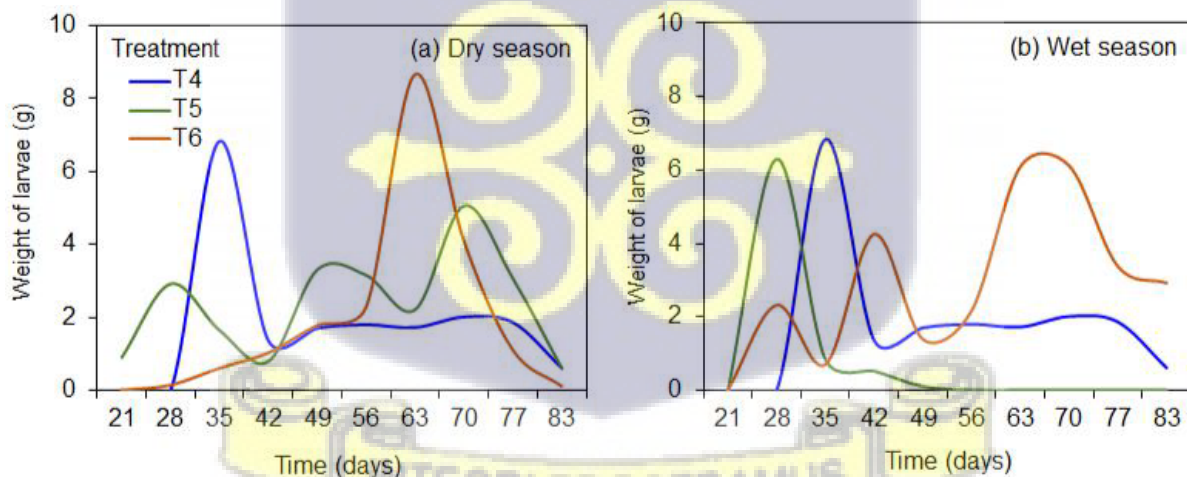 10
8
6
4
2
0
Weight of larvae (g)
Treatment
T4
T5
T6
(a) Dry season
21 28 35 42 49 56 63 70 77 83
Time (days)
10
8
6
4
2
0
Weight of larvae (g)
(b) Wet season
21 28 35 42 49 56 63 70 77 83
Time (days)